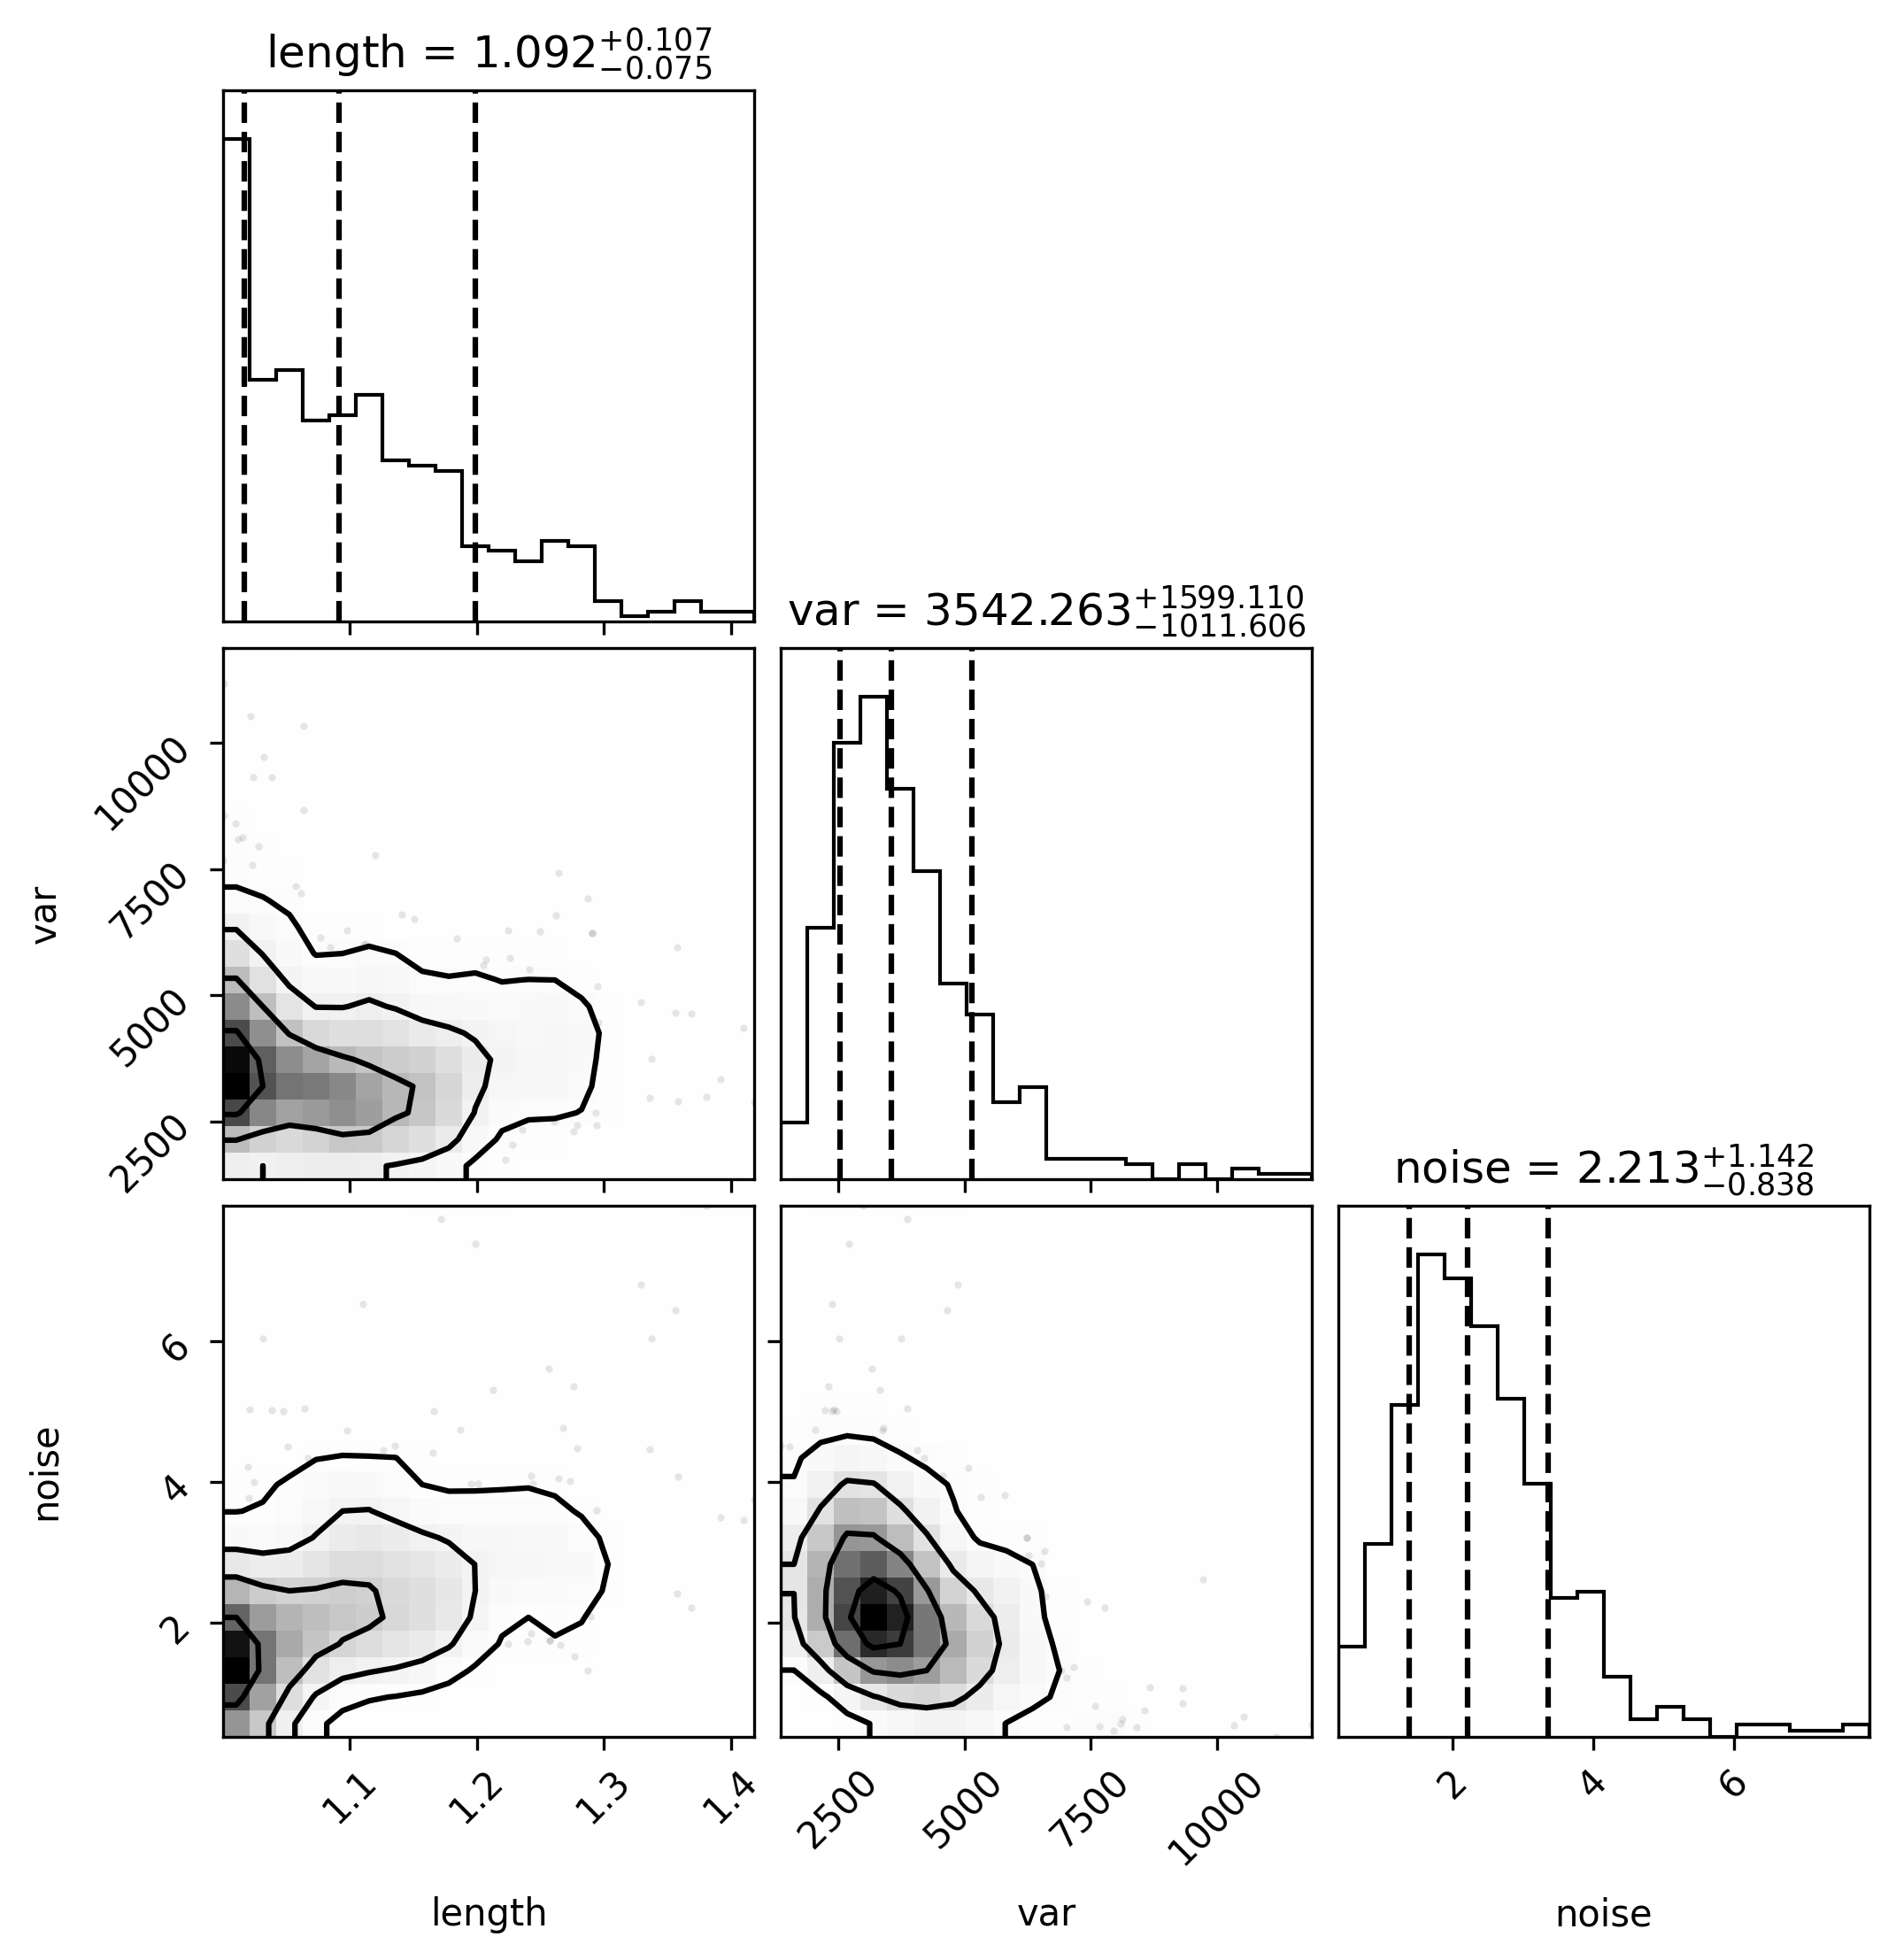 length = 1.092 +0.107 −0.075
var = 3542.263 +1599.110 −1011.606
10000
7500
5000
2500
var
noise = 2.213 +1.142 −0.838
6
4
2
noise
1.1 1.2 1.3 1.4
2500 5000 7500 10000
2 4 6
length var noise